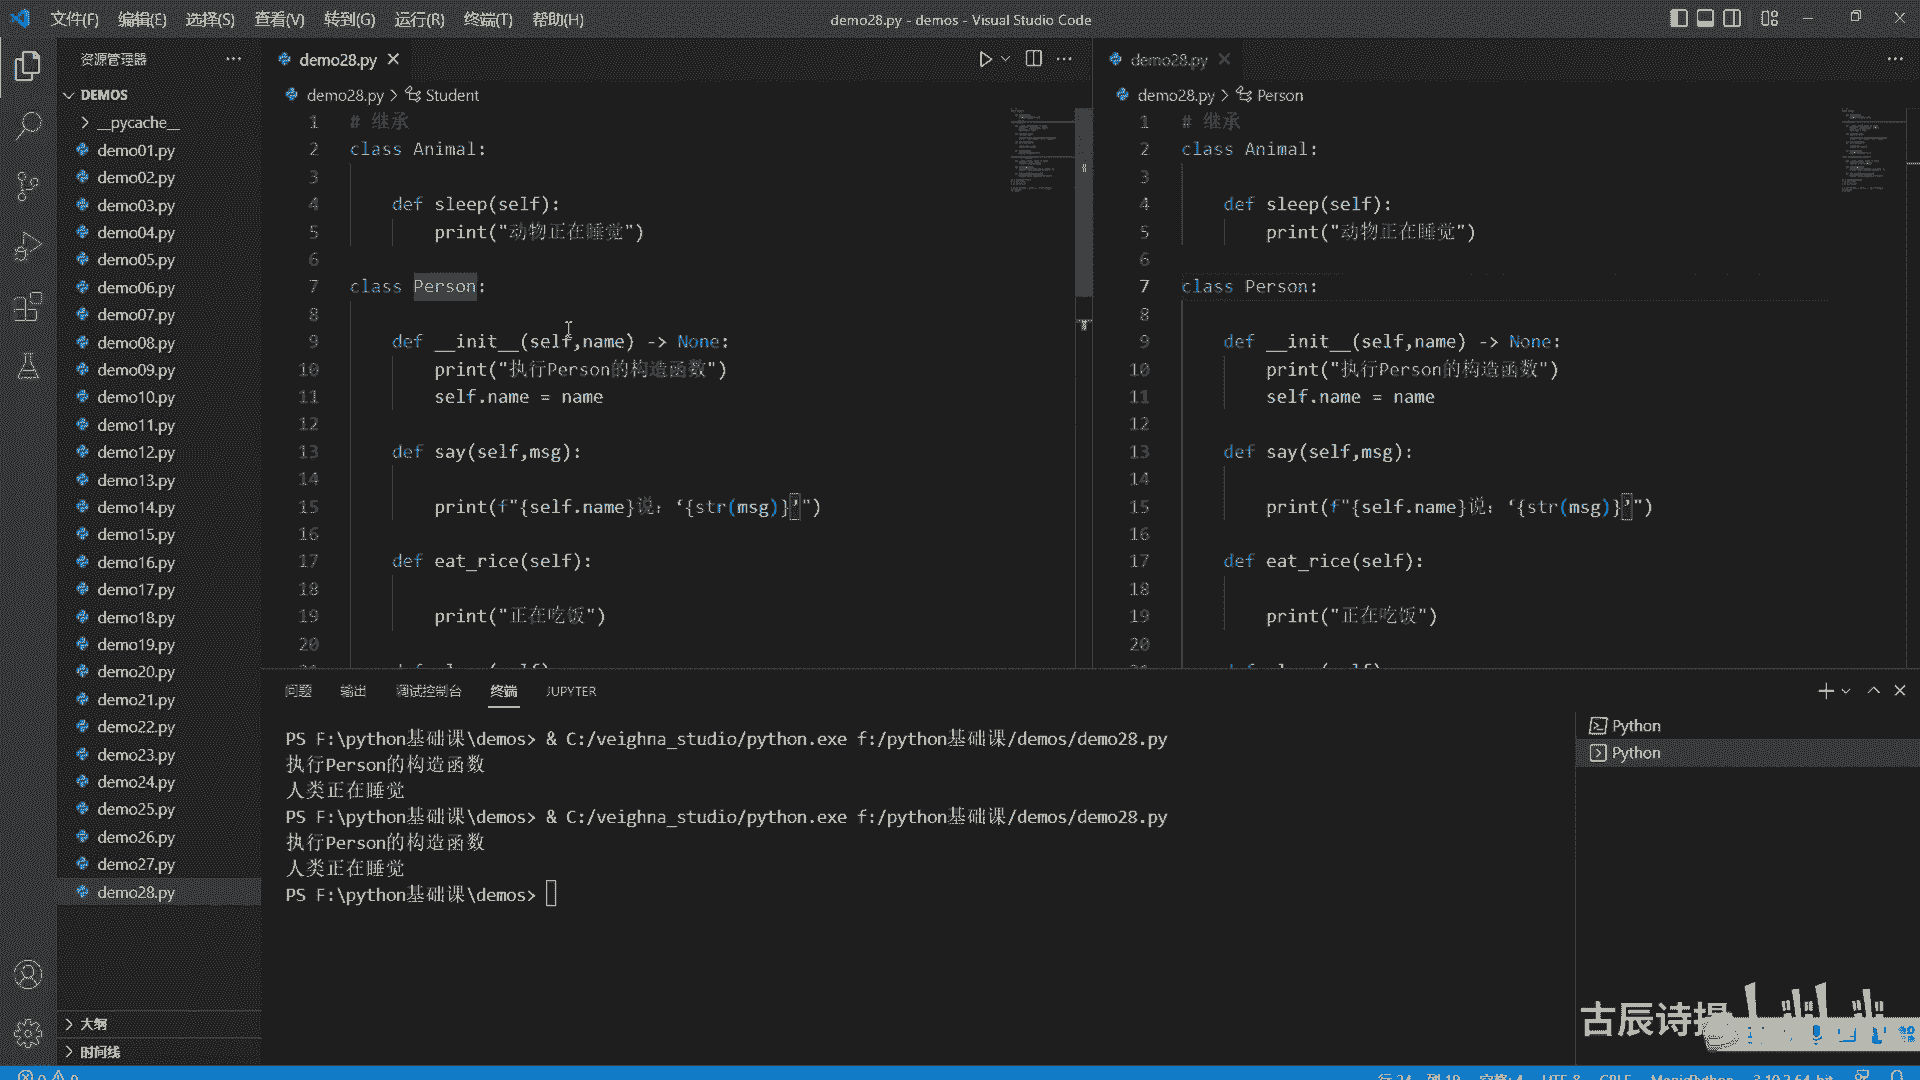 文件(F) 编辑(E) 选择(S) 查看(V) 转到(G) 运行(R) 终端(T) 帮助(H)
demo28.py - demos - Visual Studio Code
资源管理器
DEMOS
__pycache__
demo01.py
demo02.py
demo03.py
demo04.py
demo05.py
demo06.py
demo07.py
demo08.py
demo09.py
demo10.py
demo11.py
demo12.py
demo13.py
demo14.py
demo15.py
demo16.py
demo17.py
demo18.py
demo19.py
demo20.py
demo21.py
demo22.py
demo23.py
demo24.py
demo25.py
demo26.py
demo27.py
demo28.py
大纲
时间线
demo28.py
demo28.py > Student
1 # 继承
2 class Animal:
3
4 def sleep(self):
5 print("动物正在睡觉")
6
7 class Person:
8
9 def __init__(self,name) -> None:
10 print("执行Person的构造函数")
11 self.name = name
12
13 def say(self,msg):
14
15 print(f"{self.name}说：‘{str(msg)}’")
16
17 def eat_rice(self):
18
19 print("正在吃饭")
20
demo28.py
demo28.py > Person
1 # 继承
2 class Animal:
3
4 def sleep(self):
5 print("动物正在睡觉")
6
7 class Person:
8
9 def __init__(self,name) -> None:
10 print("执行Person的构造函数")
11 self.name = name
12
13 def say(self,msg):
14
15 print(f"{self.name}说：‘{str(msg)}’")
16
17 def eat_rice(self):
18
19 print("正在吃饭")
20
问题 输出 调试控制台 终端 JUPYTER
PS F:\python基础课\demos> & C:/veighna_studio/python.exe f:/python基础课/demos/demo28.py
执行Person的构造函数
人类正在睡觉
PS F:\python基础课\demos> & C:/veighna_studio/python.exe f:/python基础课/demos/demo28.py
执行Person的构造函数
人类正在睡觉
PS F:\python基础课\demos>
Python
Python
古辰诗